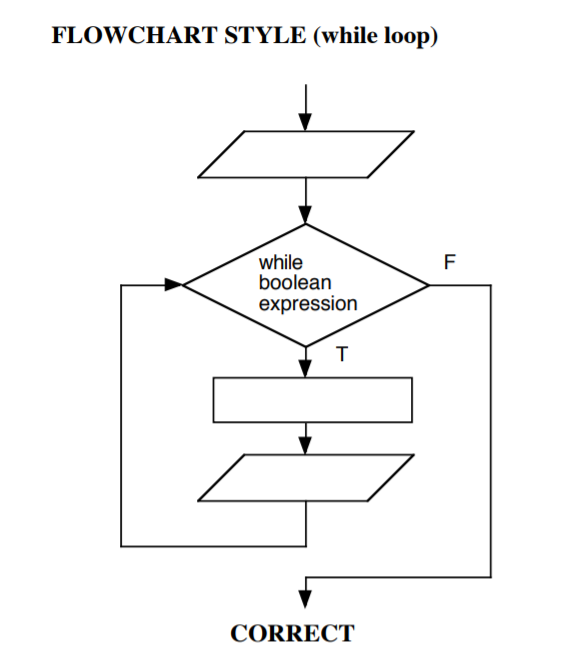 FLOWCHART STYLE (while loop)
while
boolean
expression
F
T
CORRECT